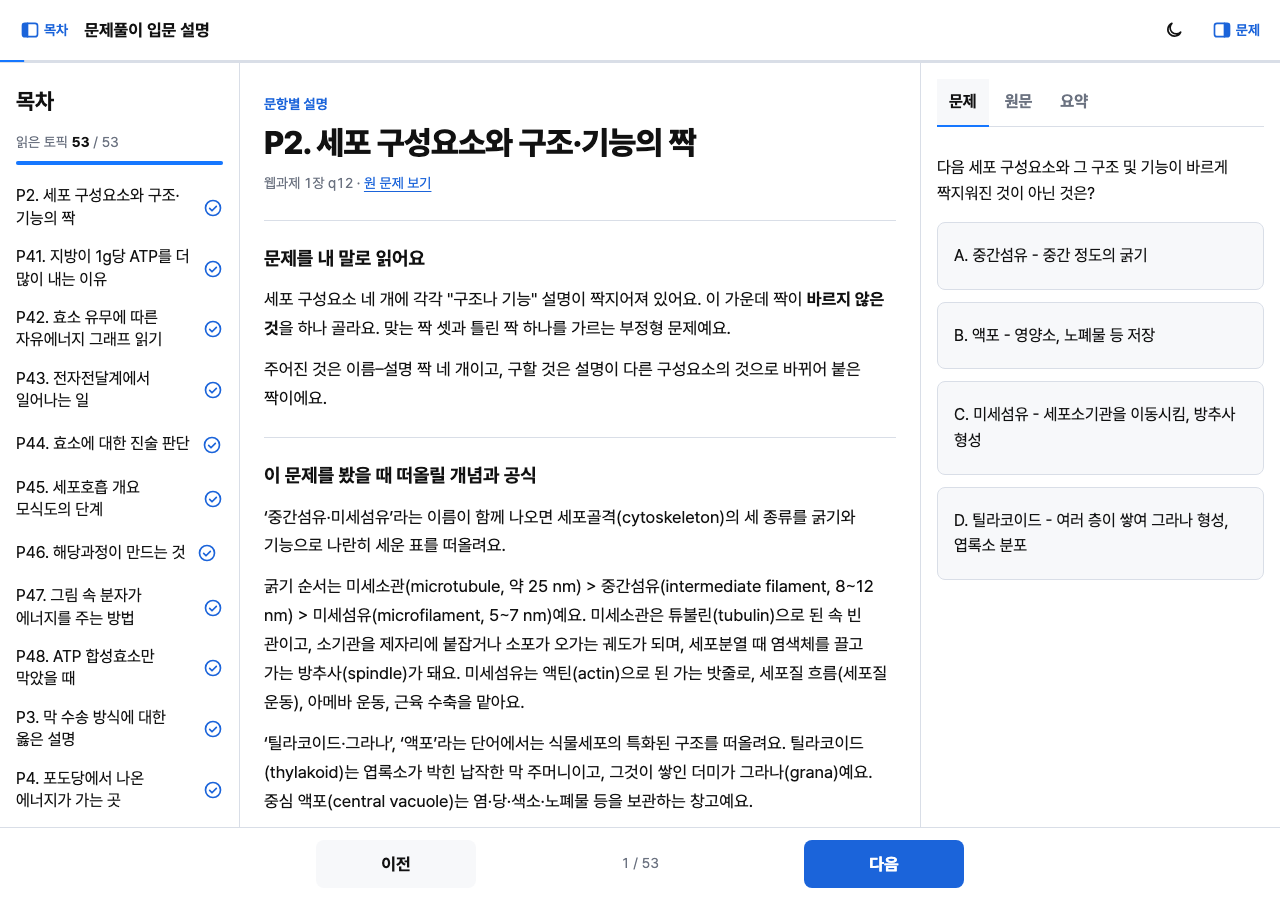 목차
문제풀이 입문 설명
문제
목차
읽은 토픽 53 / 53
P2. 세포 구성요소와 구조·
기능의 짝
P41. 지방이 1g당 ATP를 더
많이 내는 이유
P42. 효소 유무에 따른
자유에너지 그래프 읽기
P43. 전자전달계에서
일어나는 일
P44. 효소에 대한 진술 판단
P45. 세포호흡 개요
모식도의 단계
P46. 해당과정이 만드는 것
P47. 그림 속 분자가
에너지를 주는 방법
P48. ATP 합성효소만
막았을 때
P3. 막 수송 방식에 대한
옳은 설명
P4. 포도당에서 나온
에너지가 가는 곳
문항별 설명
P2. 세포 구성요소와 구조·기능의 짝
웹과제 1장 q12 · 원 문제 보기
문제를 내 말로 읽어요
세포 구성요소 네 개에 각각 "구조나 기능" 설명이 짝지어져 있어요. 이 가운데 짝이 바르지 않은
것을 하나 골라요. 맞는 짝 셋과 틀린 짝 하나를 가르는 부정형 문제예요.
주어진 것은 이름–설명 짝 네 개이고, 구할 것은 설명이 다른 구성요소의 것으로 바뀌어 붙은
짝이에요.
이 문제를 봤을 때 떠올릴 개념과 공식
‘중간섬유·미세섬유’라는 이름이 함께 나오면 세포골격(cytoskeleton)의 세 종류를 굵기와
기능으로 나란히 세운 표를 떠올려요.
굵기 순서는 미세소관(microtubule, 약 25 nm) > 중간섬유(intermediate filament, 8~12
nm) > 미세섬유(microfilament, 5~7 nm)예요. 미세소관은 튜불린(tubulin)으로 된 속 빈
관이고, 소기관을 제자리에 붙잡거나 소포가 오가는 궤도가 되며, 세포분열 때 염색체를 끌고
가는 방추사(spindle)가 돼요. 미세섬유는 액틴(actin)으로 된 가는 밧줄로, 세포질 흐름(세포질
운동), 아메바 운동, 근육 수축을 맡아요.
‘틸라코이드·그라나’, ‘액포’라는 단어에서는 식물세포의 특화된 구조를 떠올려요. 틸라코이드
(thylakoid)는 엽록소가 박힌 납작한 막 주머니이고, 그것이 쌓인 더미가 그라나(grana)예요.
중심 액포(central vacuole)는 염·당·색소·노폐물 등을 보관하는 창고예요.
문제
원문
요약
다음 세포 구성요소와 그 구조 및 기능이 바르게
짝지워진 것이 아닌 것은?
A. 중간섬유 - 중간 정도의 굵기
B. 액포 - 영양소, 노폐물 등 저장
C. 미세섬유 - 세포소기관을 이동시킴, 방추사
형성
D. 틸라코이드 - 여러 층이 쌓여 그라나 형성,
엽록소 분포
이전
1 / 53
다음